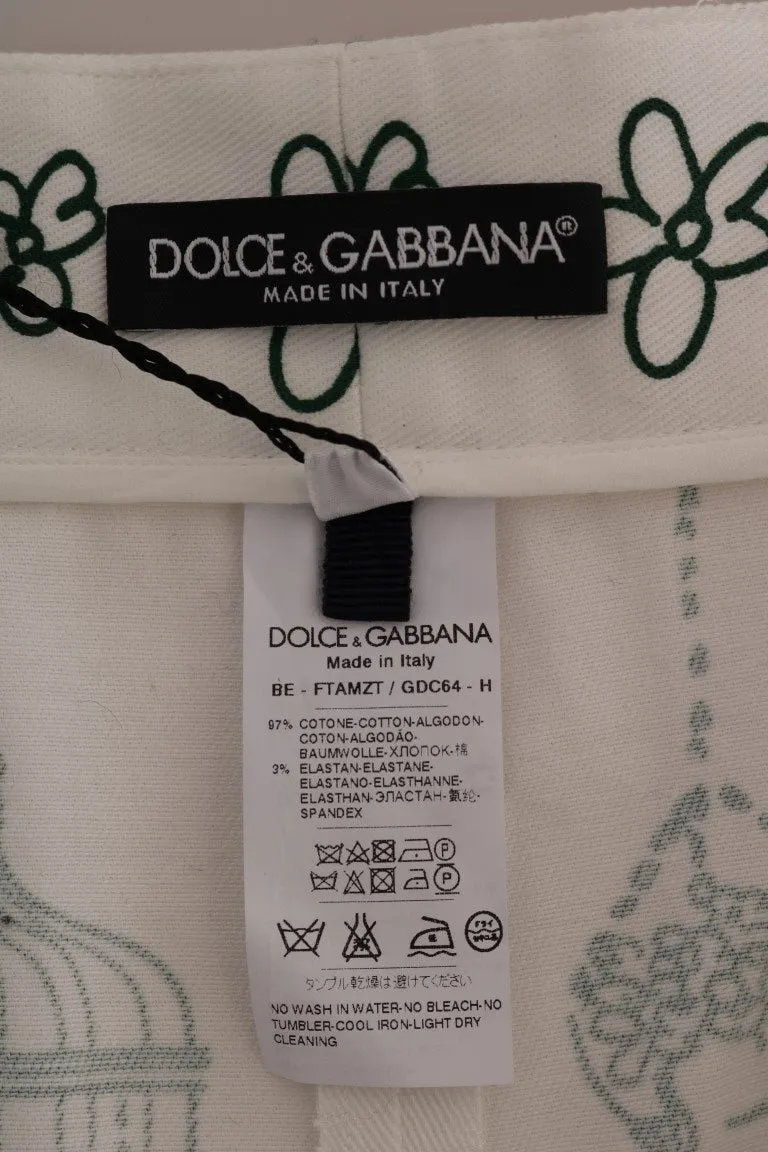 DOLCE & GABBANA®
MADE IN ITALY
DOLCE & GABBANA
Made in Italy
BE - FTAMZT / GDC64 - H
97% COTONE-COTTON-ALGODON-
COTON-ALGODÃO-
BAUMWOLLE-ХЛОПОК-棉
3% ELASTAN-ELASTANE-
ELASTANO-ELASTHANNE-
ELASTHAN-ЭЛАСТАН-氨纶-
SPANDEX
P
P
ドライ
タンブル乾燥は避けてください
NO WASH IN WATER-NO BLEACH-NO
TUMBLER-COOL IRON-LIGHT DRY
CLEANING